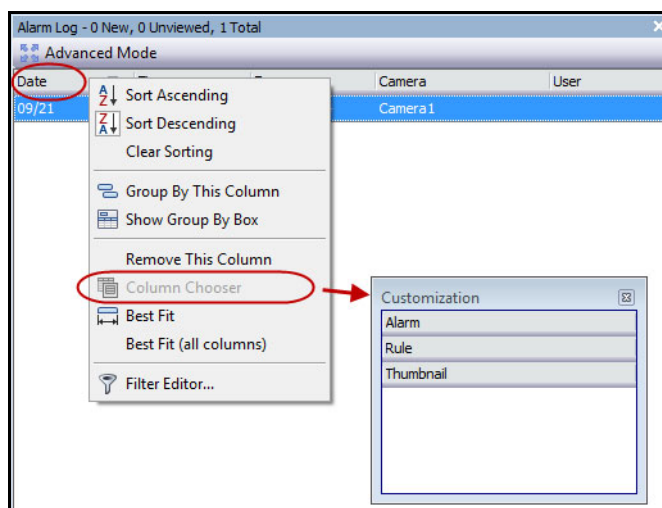 Alarm Log - 0 New, 0 Unviewed, 1 Total
Advanced Mode
Date Camera User
09/21 Camera1
Sort Ascending
Sort Descending
Clear Sorting
Group By This Column
Show Group By Box
Remove This Column
Column Chooser
Best Fit
Best Fit (all columns)
Filter Editor...
Customization
Alarm
Rule
Thumbnail